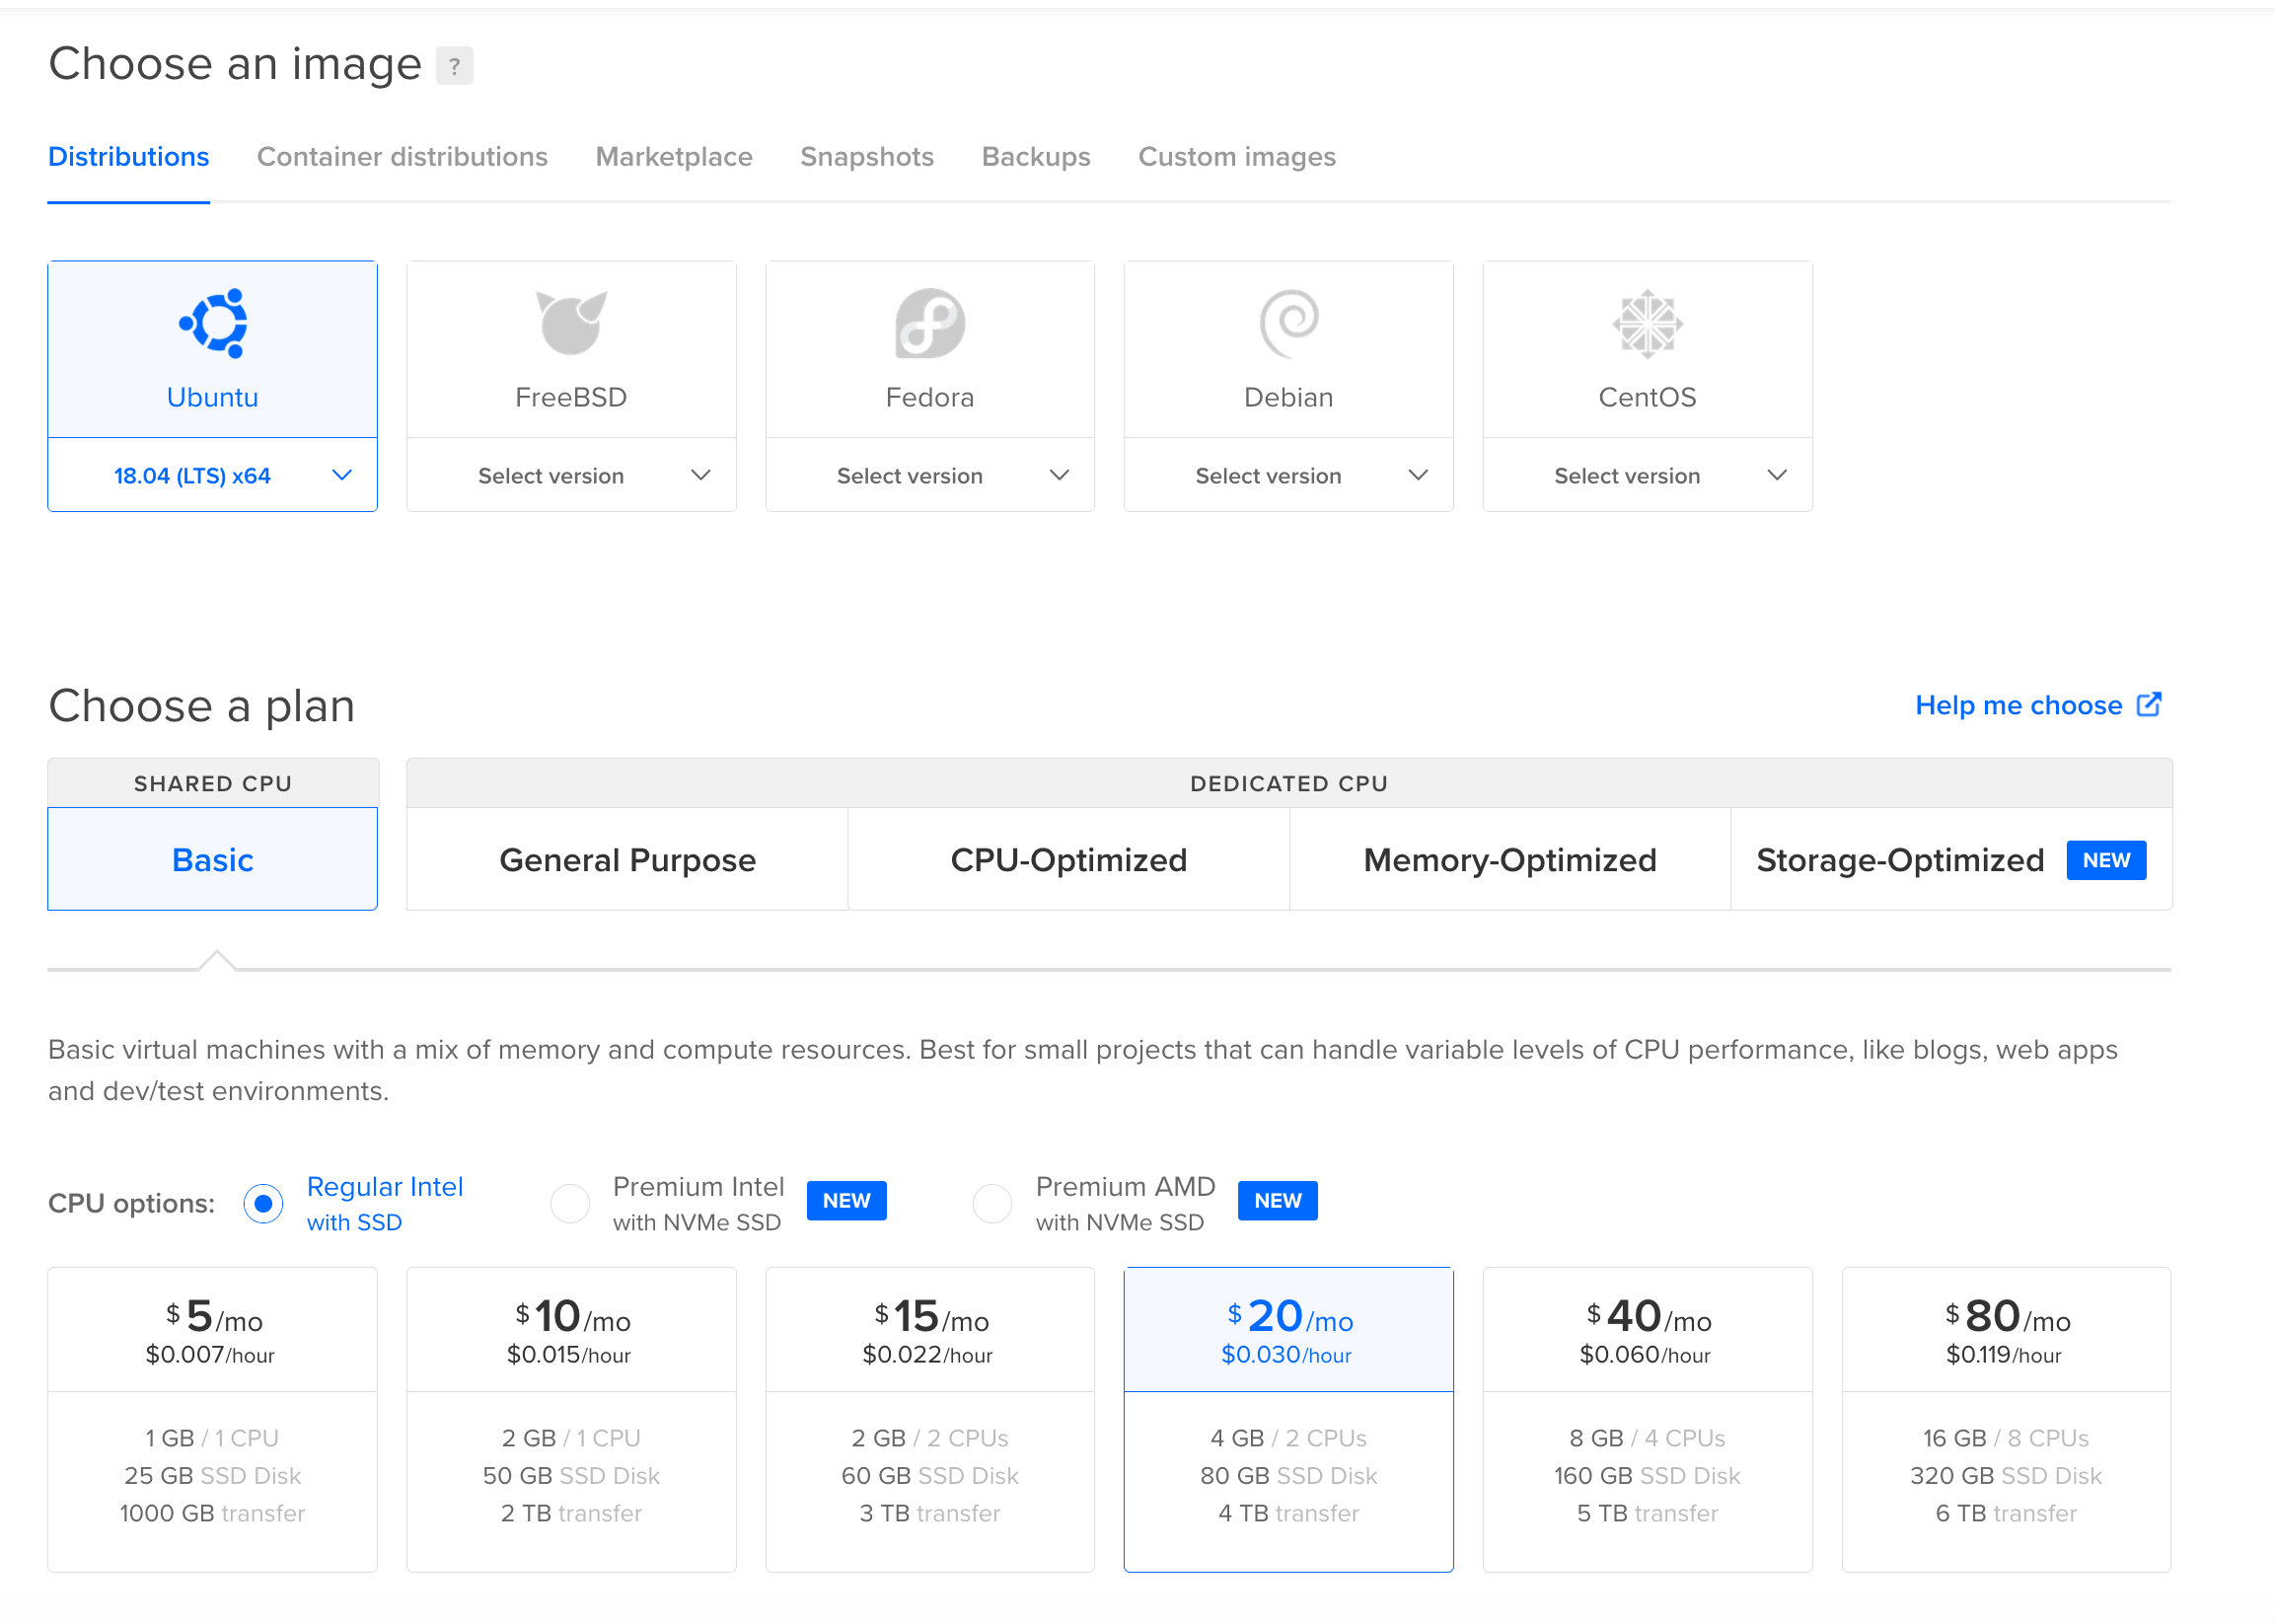 Choose an image ?
Distributions Container distributions Marketplace Snapshots Backups Custom images
Ubuntu FreeBSD Fedora Debian CentOS
18.04 (LTS) x64 Select version Select version Select version Select version
Choose a plan Help me choose
SHARED CPU DEDICATED CPU
Basic General Purpose CPU-Optimized Memory-Optimized Storage-Optimized NEW
Basic virtual machines with a mix of memory and compute resources. Best for small projects that can handle variable levels of CPU performance, like blogs, web apps
and dev/test environments.
CPU options: Regular Intel Premium Intel NEW Premium AMD NEW
with SSD with NVMe SSD with NVMe SSD
$5/mo $10/mo $15/mo $20/mo $40/mo $80/mo
$0.007/hour $0.015/hour $0.022/hour $0.030/hour $0.060/hour $0.119/hour
1 GB / 1 CPU 2 GB / 1 CPU 2 GB / 2 CPUs 4 GB / 2 CPUs 8 GB / 4 CPUs 16 GB / 8 CPUs
25 GB SSD Disk 50 GB SSD Disk 60 GB SSD Disk 80 GB SSD Disk 160 GB SSD Disk 320 GB SSD Disk
1000 GB transfer 2 TB transfer 3 TB transfer 4 TB transfer 5 TB transfer 6 TB transfer